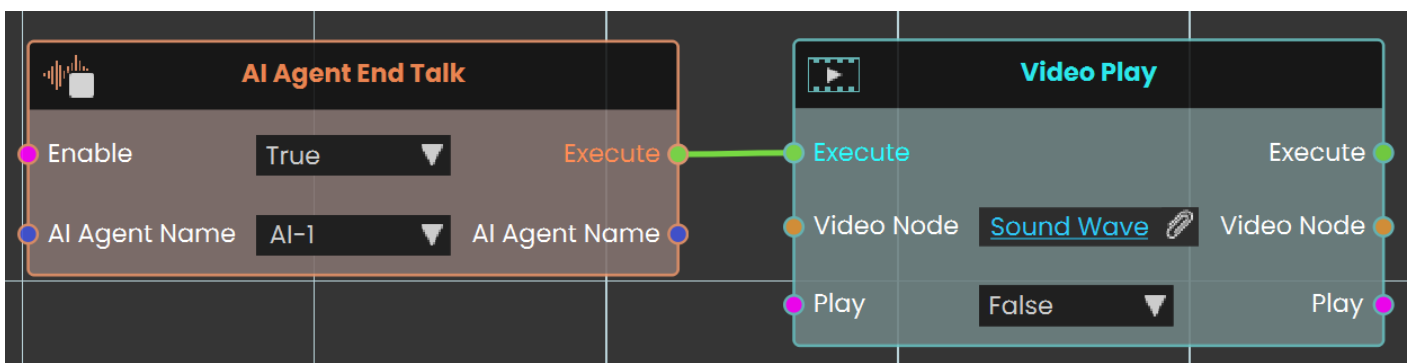 AI Agent End Talk
Enable True Execute
AI Agent Name AI-1 AI Agent Name
Video Play
Execute Execute
Video Node Sound Wave Video Node
Play False Play